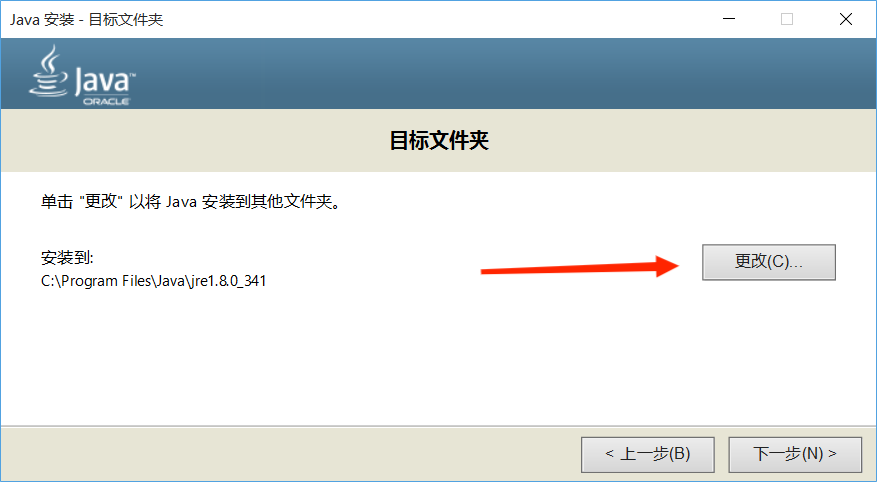 Java 安装 - 目标文件夹
Java™
ORACLE
目标文件夹
单击 "更改" 以将 Java 安装到其他文件夹。
安装到:
C:\Program Files\Java\jre1.8.0_341
更改(C)...
< 上一步(B)
下一步(N) >